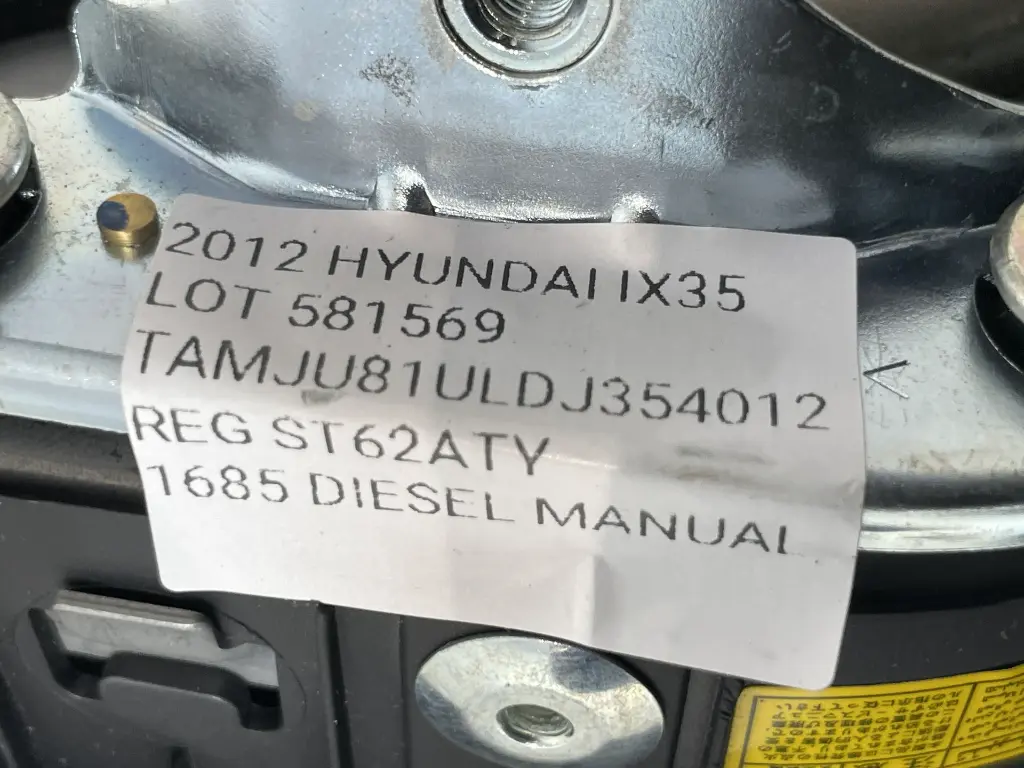 2012 HYUNDAI IX35
LOT 581569
TAMJU81ULDJ354012
REG ST62ATY
1685 DIESEL MANUAL